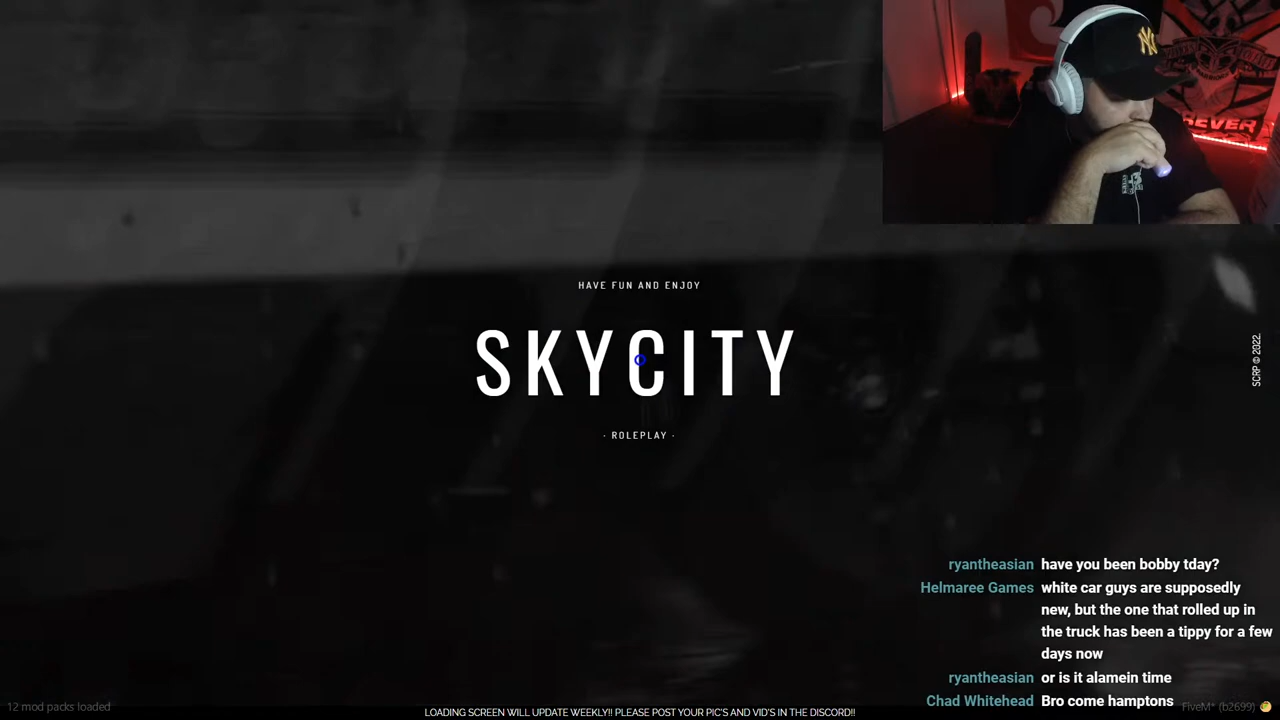 HAVE FUN AND ENJOY
SKYCITY
· ROLEPLAY ·
SCRP © 2022.
EVER
ryantheasian have you been bobby tday?
Helmaree Games white car guys are supposedly
new, but the one that rolled up in
the truck has been a tippy for a few
days now
ryantheasian or is it alamein time
Chad Whitehead Bro come hamptons
12 mod packs loaded
FiveM* (b2699)
LOADING SCREEN WILL UPDATE WEEKLY!! PLEASE POST YOUR PIC'S AND VID'S IN THE DISCORD!!